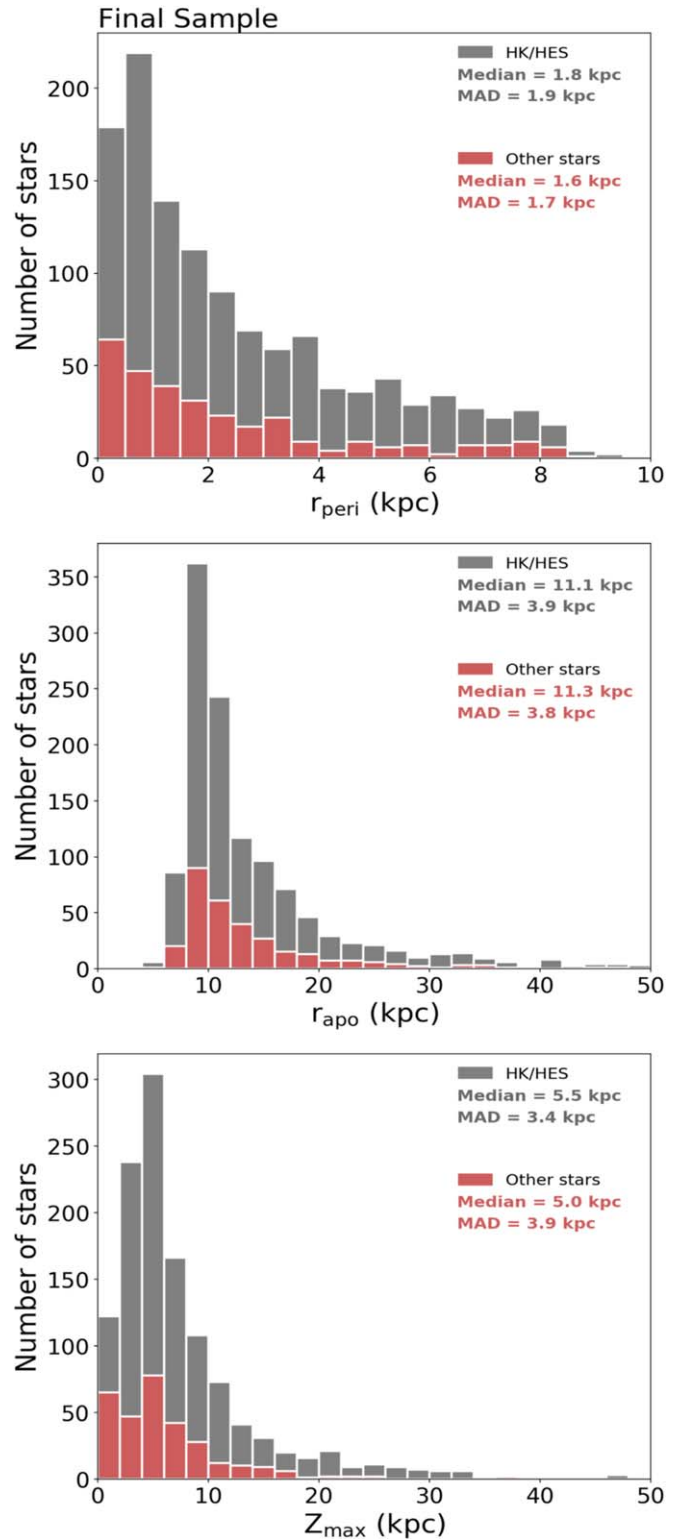 Final Sample
HK/HES
Median = 1.8 kpc
MAD = 1.9 kpc
Other stars
Median = 1.6 kpc
MAD = 1.7 kpc
Number of stars
200
150
100
50
0
0 2 4 6 8 10
r_peri (kpc)
HK/HES
Median = 11.1 kpc
MAD = 3.9 kpc
Other stars
Median = 11.3 kpc
MAD = 3.8 kpc
Number of stars
350
300
250
200
150
100
50
0
0 10 20 30 40 50
r_apo (kpc)
HK/HES
Median = 5.5 kpc
MAD = 3.4 kpc
Other stars
Median = 5.0 kpc
MAD = 3.9 kpc
Number of stars
300
250
200
150
100
50
0
0 10 20 30 40 50
Z_max (kpc)